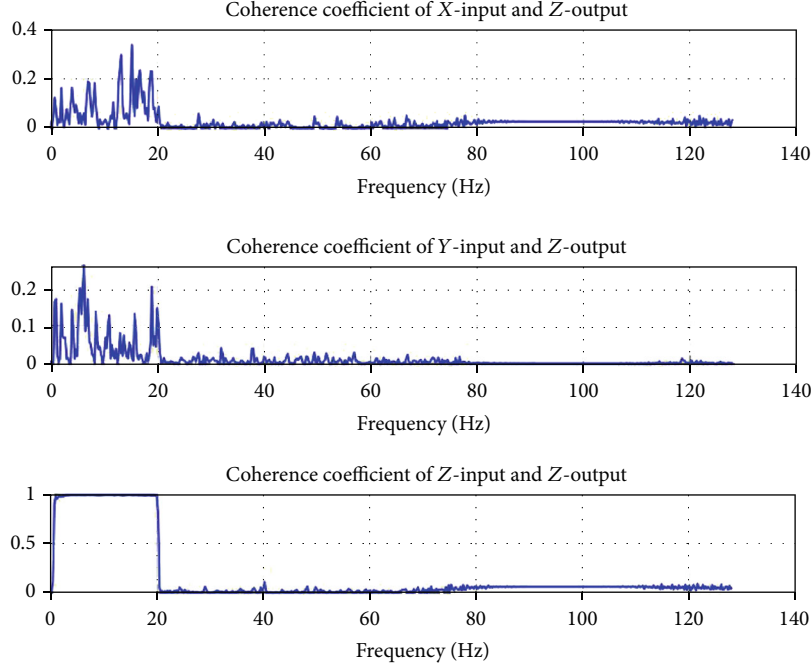 Coherence coefficient of X-input and Z-output
0.4
0.2
0
0 20 40 60 80 100 120 140
Frequency (Hz)
Coherence coefficient of Y-input and Z-output
0.2
0.1
0
0 20 40 60 80 100 120 140
Frequency (Hz)
Coherence coefficient of Z-input and Z-output
1
0.5
0
0 20 40 60 80 100 120 140
Frequency (Hz)